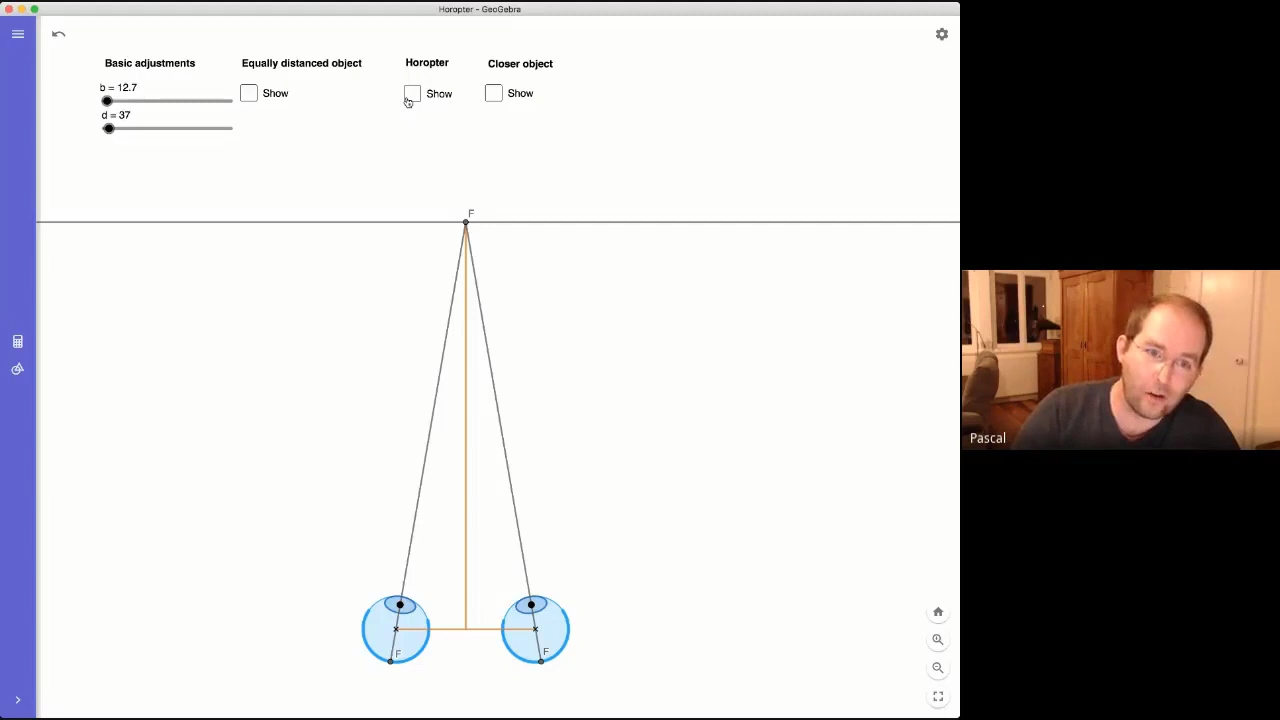 Horopter - GeoGebra
Basic adjustments
Equally distanced object
Horopter
Closer object
b = 12.7
Show
Show
Show
d = 37
F
Pascal
F
F